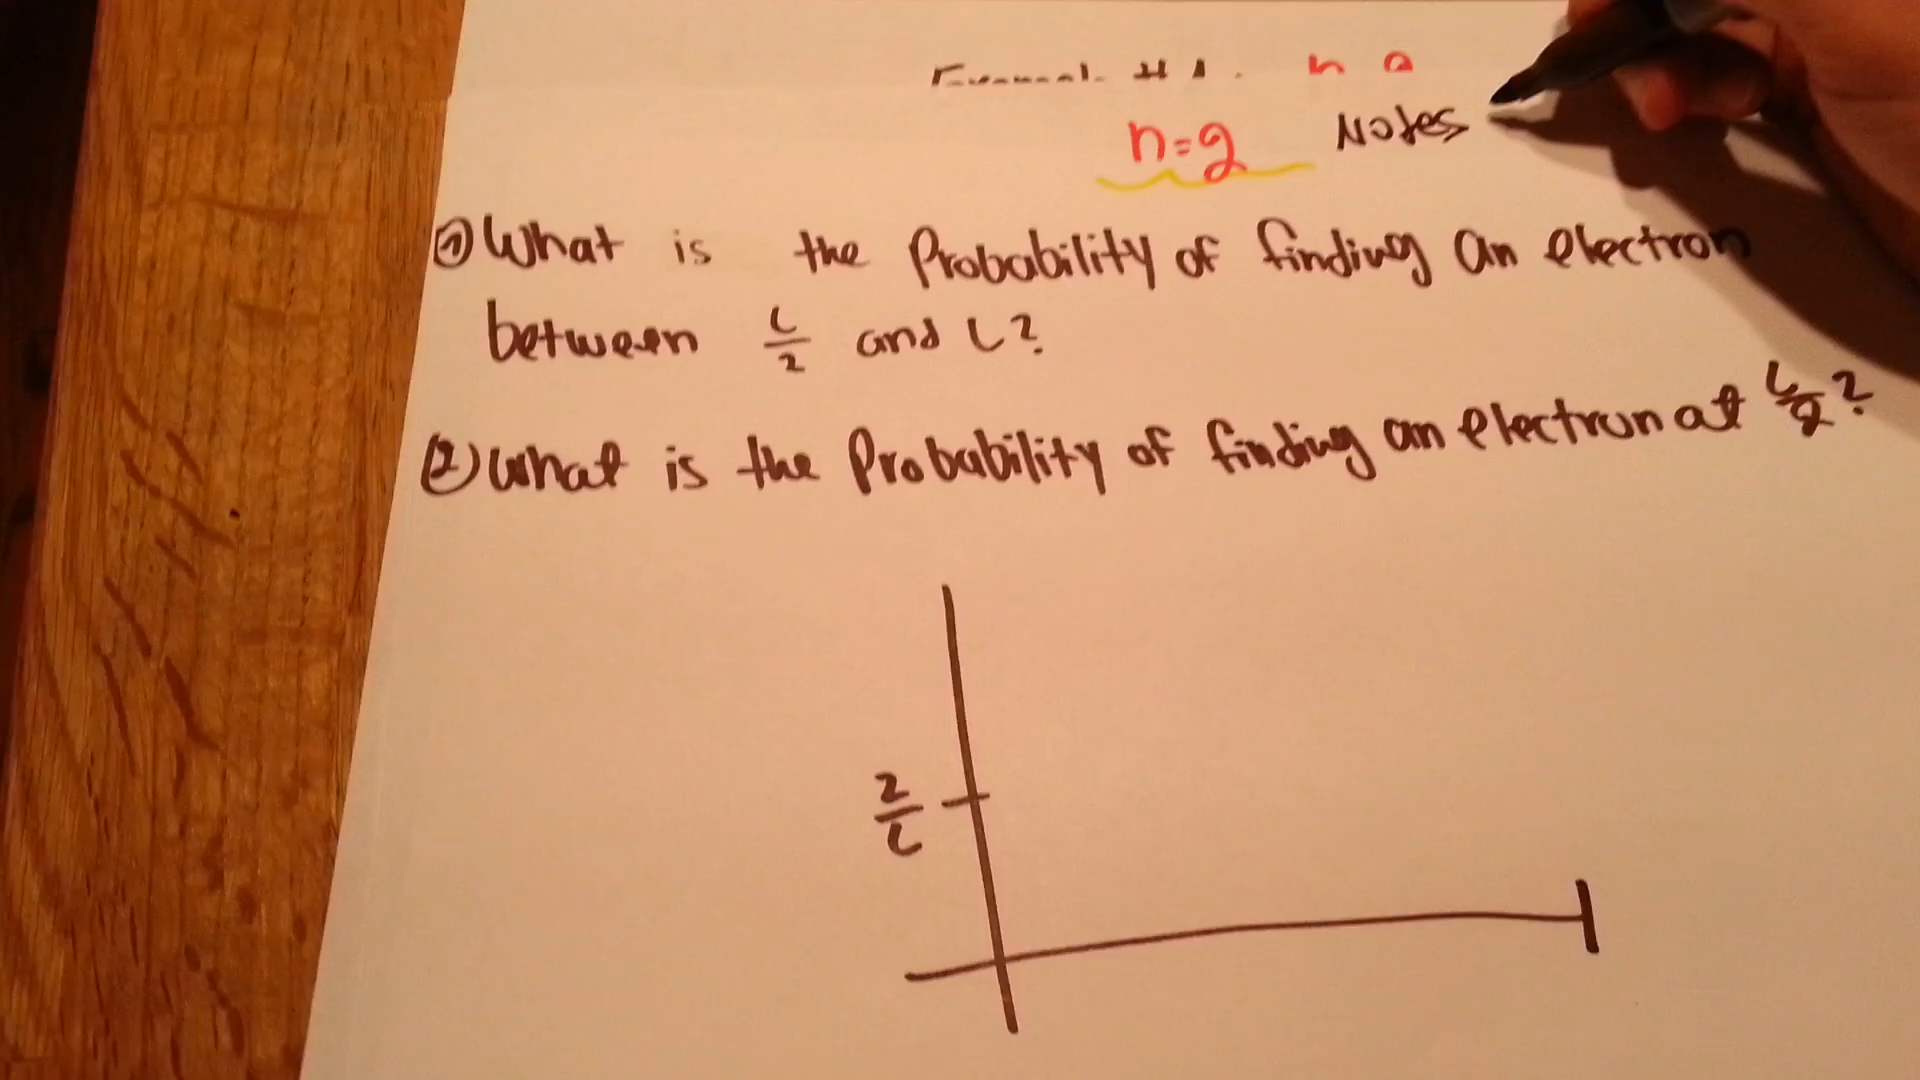 n=2 Notes
① What is the Probability of finding an electron
between L/2 and L?
(2) What is the Probability of finding an electron at L/2?
2/L